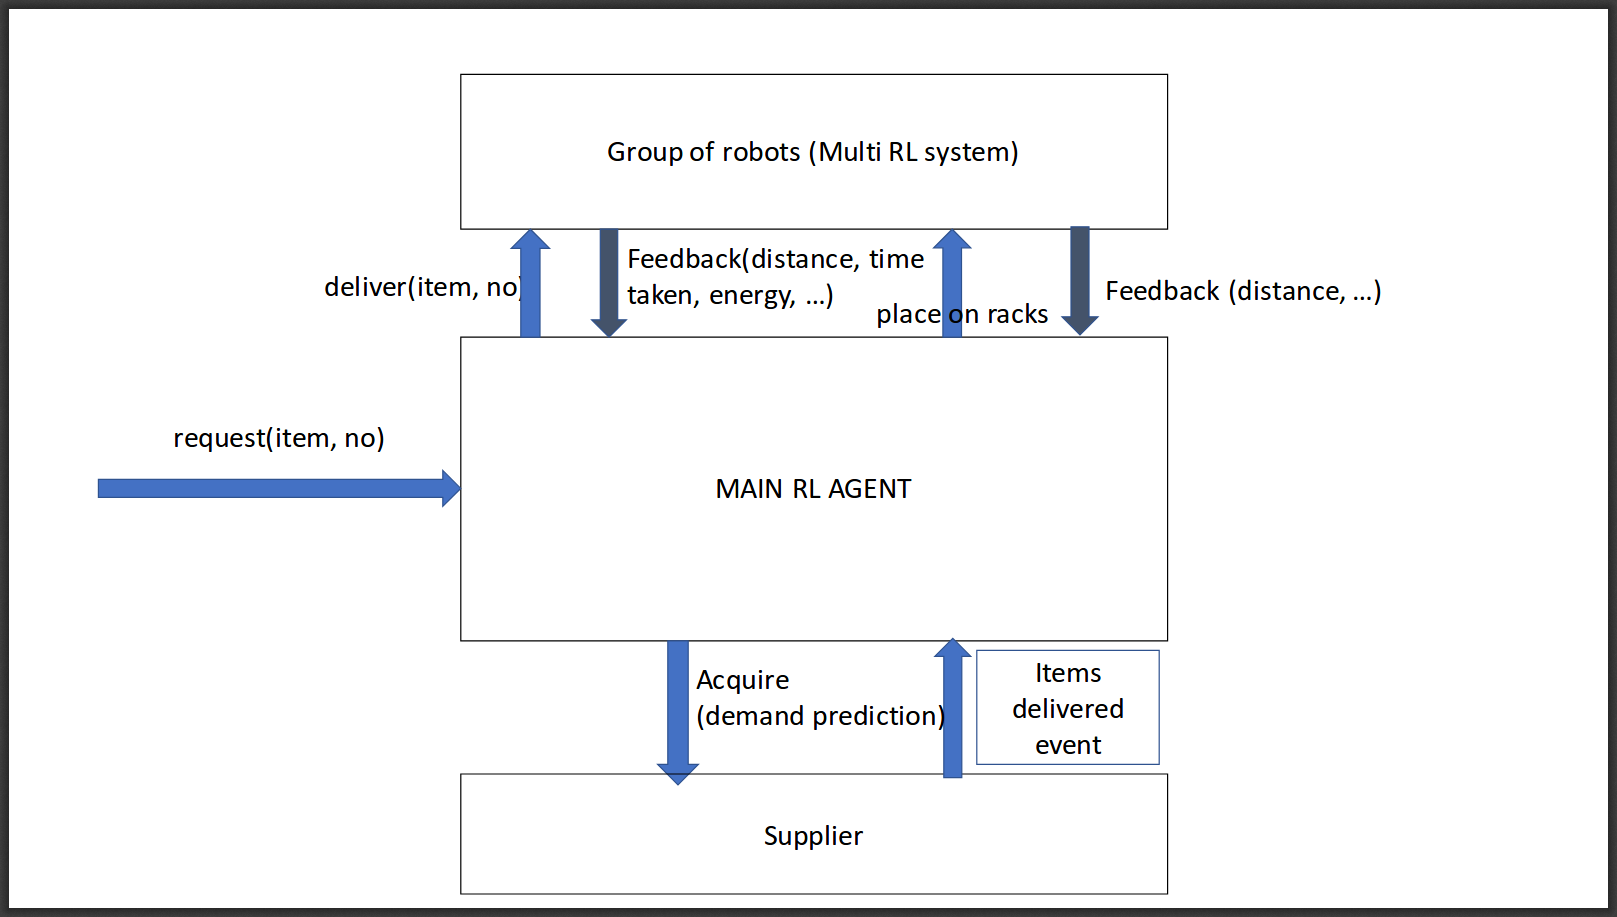 Group of robots (Multi RL system)
deliver(item, no)
Feedback(distance, time
taken, energy, ...)
place on racks
Feedback (distance, ...)
request(item, no)
MAIN RL AGENT
Acquire
(demand prediction)
Items
delivered
event
Supplier